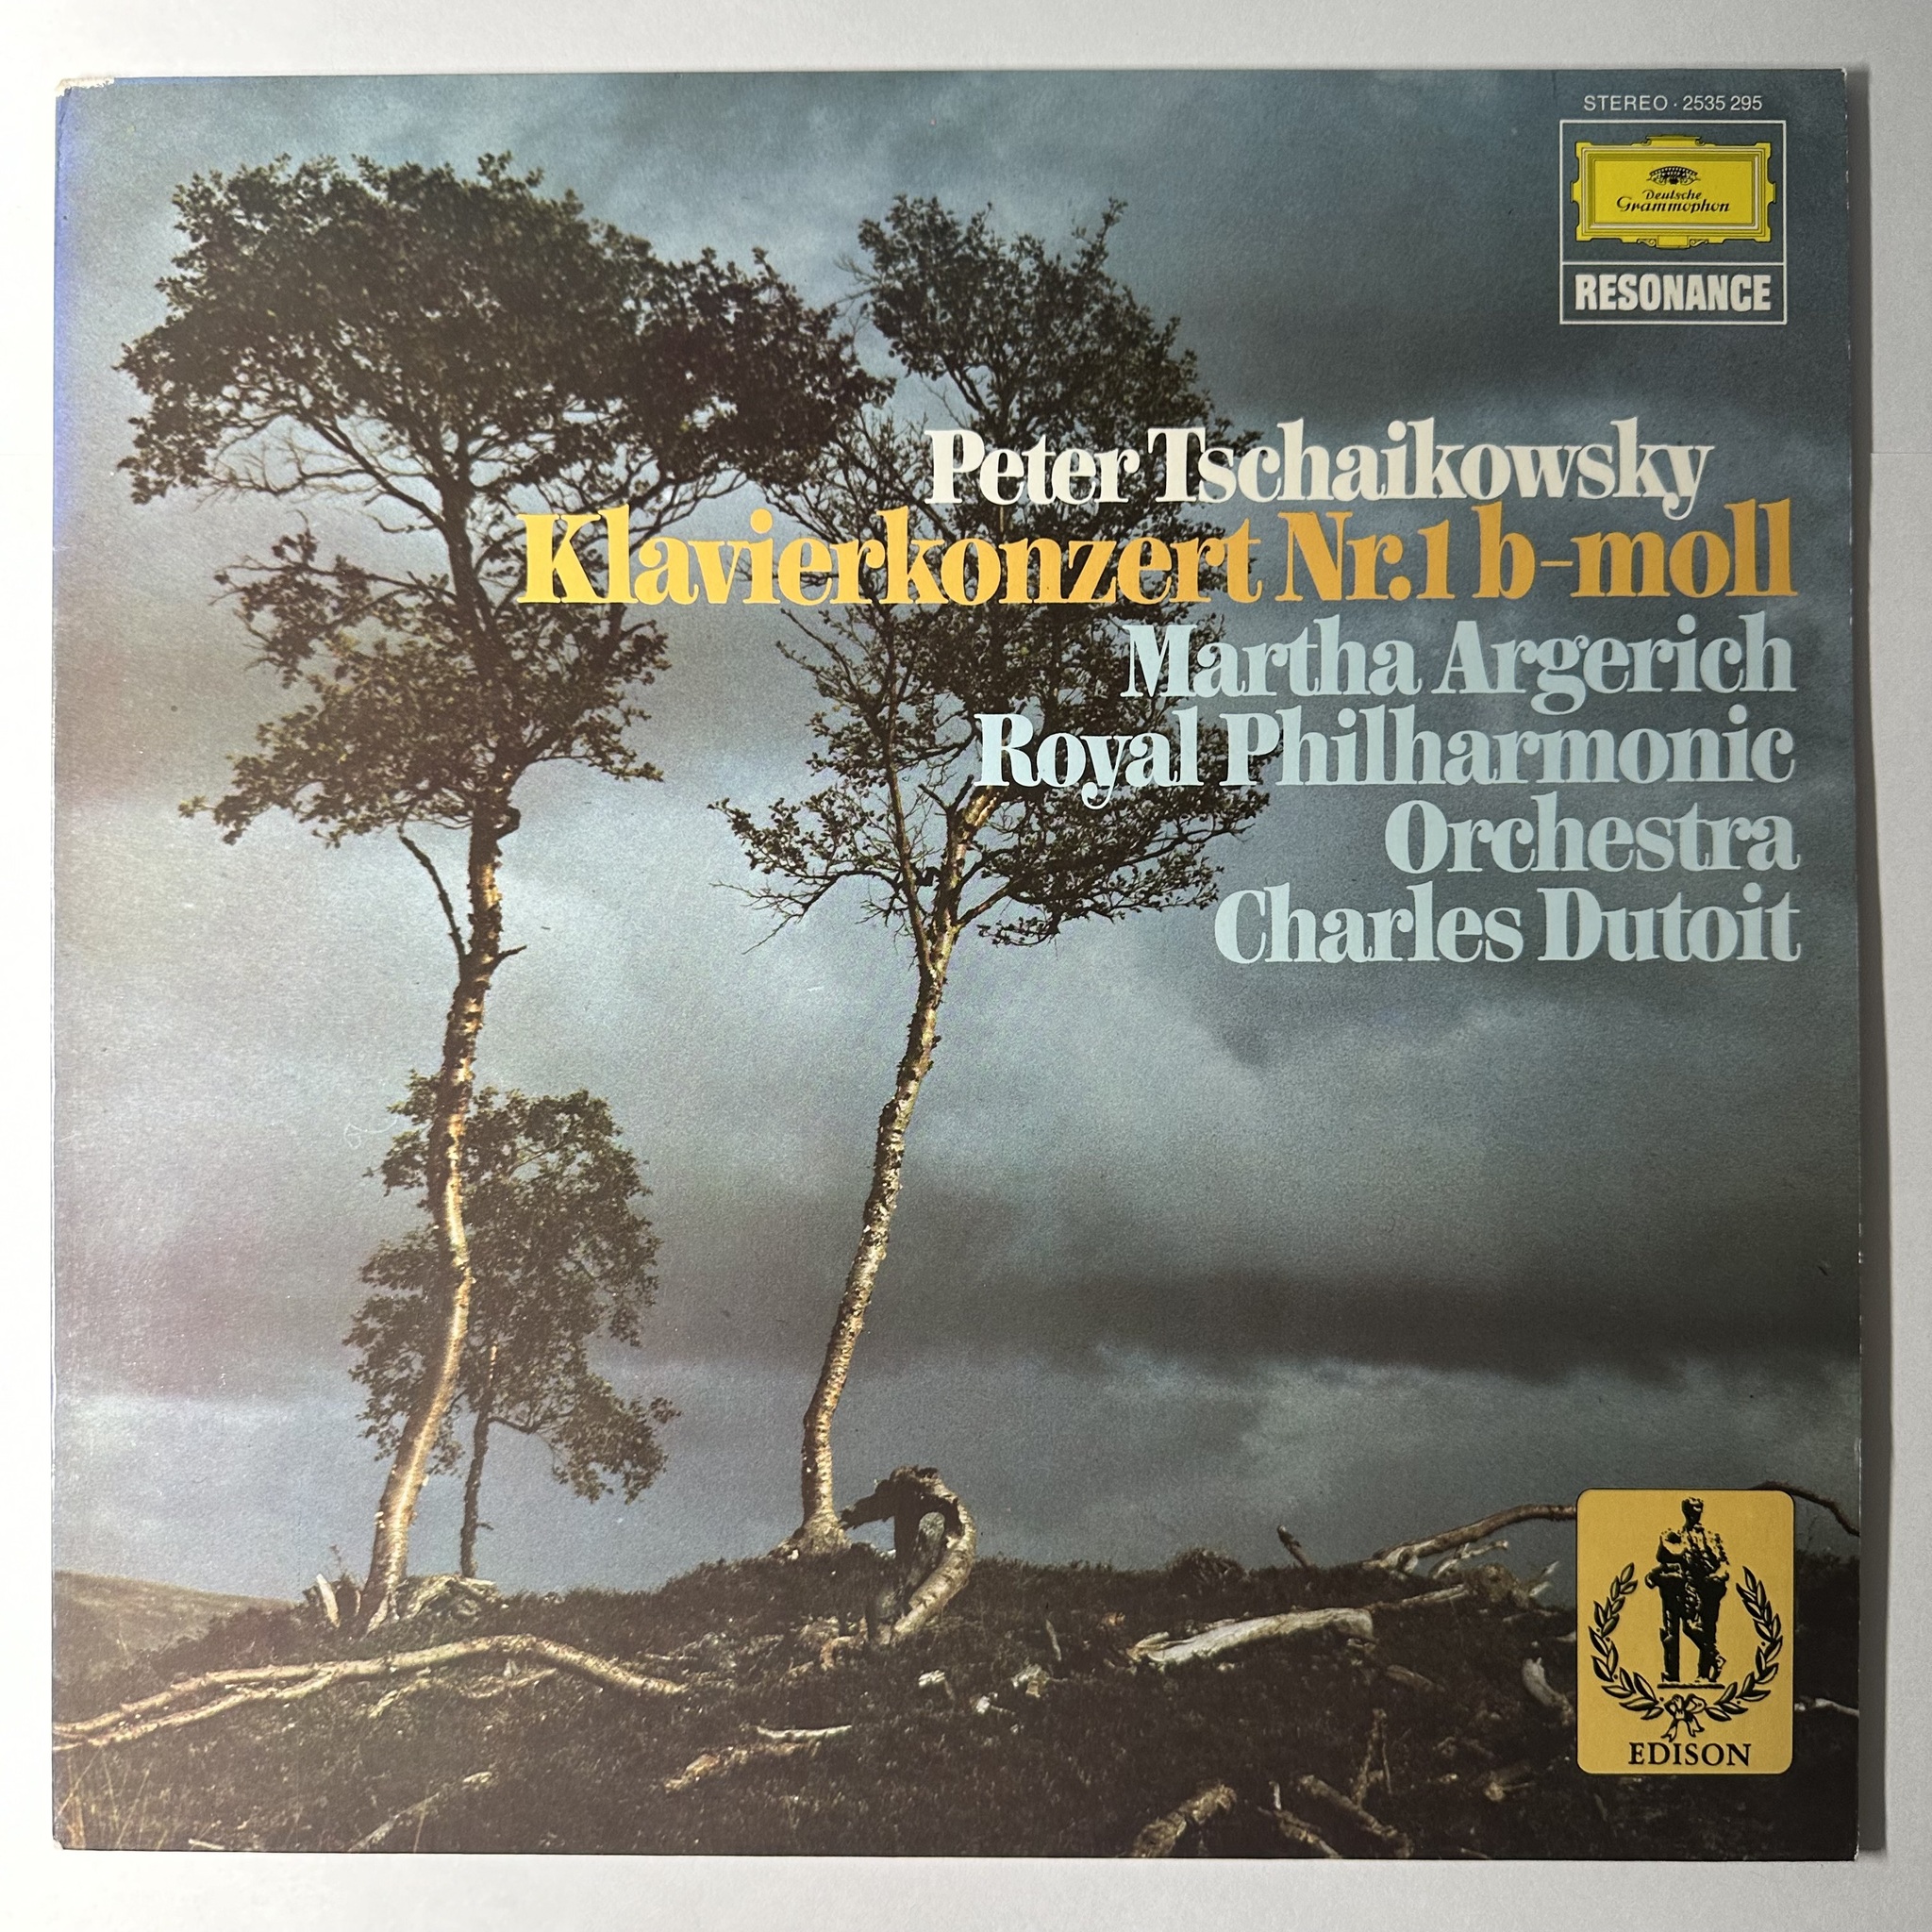 STEREO · 2535 295
Deutsche
Grammophon
RESONANCE
Peter Tschaikowsky
Klavierkonzert Nr.1 b-moll
Martha Argerich
Royal Philharmonic
Orchestra
Charles Dutoit
EDISON